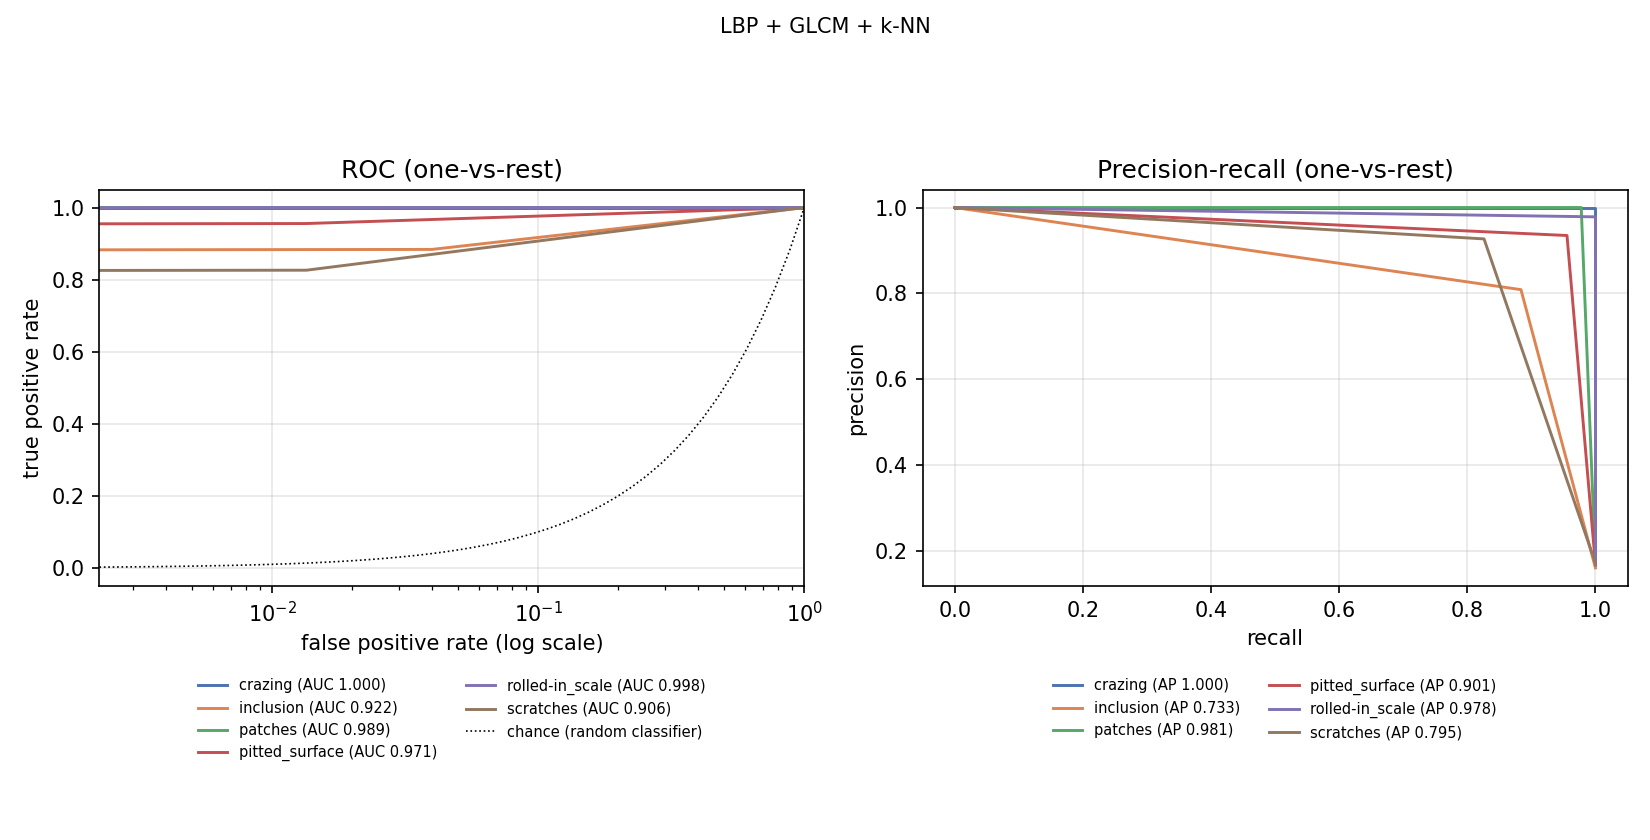 LBP + GLCM + k-NN
ROC (one-vs-rest)
1.0
0.8
0.6
0.4
0.2
0.0
true positive rate
10⁻²
10⁻¹
10⁰
false positive rate (log scale)
crazing (AUC 1.000)
inclusion (AUC 0.922)
patches (AUC 0.989)
pitted_surface (AUC 0.971)
rolled-in_scale (AUC 0.998)
scratches (AUC 0.906)
chance (random classifier)
Precision-recall (one-vs-rest)
1.0
0.8
0.6
0.4
0.2
precision
0.0
0.2
0.4
0.6
0.8
1.0
recall
crazing (AP 1.000)
inclusion (AP 0.733)
patches (AP 0.981)
pitted_surface (AP 0.901)
rolled-in_scale (AP 0.978)
scratches (AP 0.795)